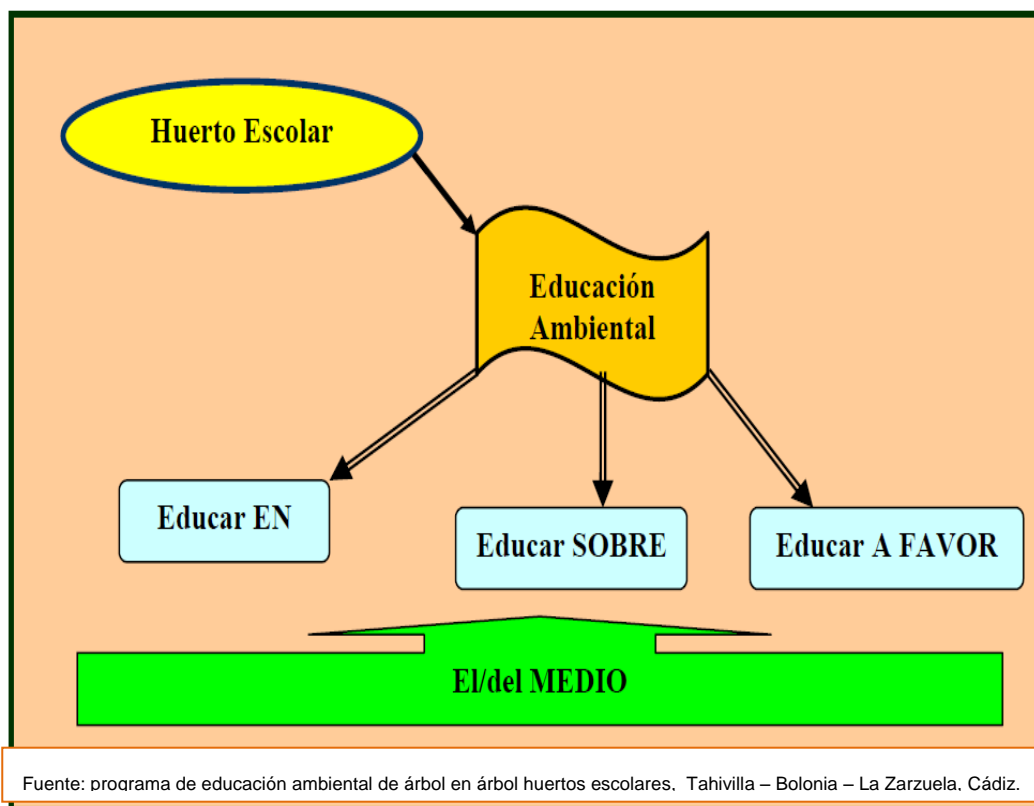 Huerto Escolar
Educación
Ambiental
Educar EN
Educar SOBRE
Educar A FAVOR
El/del MEDIO
Fuente: programa de educación ambiental de árbol en árbol huertos escolares, Tahivilla – Bolonia – La Zarzuela, Cádiz.